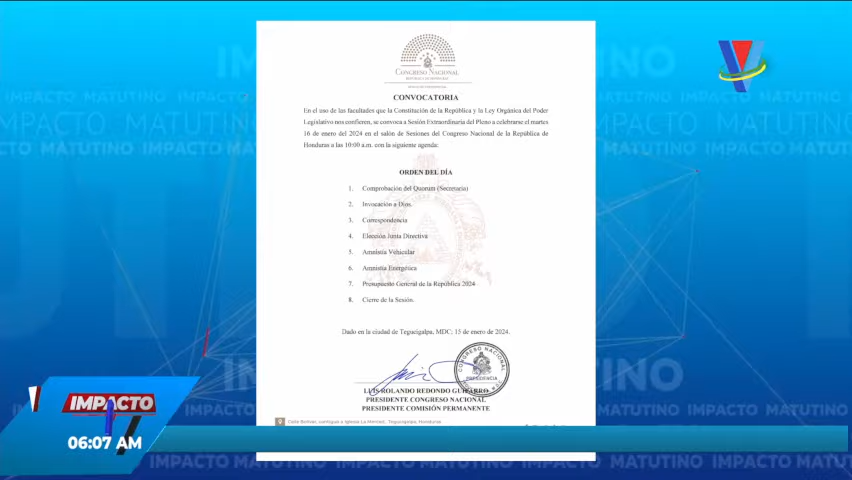 CONGRESO NACIONAL
REPÚBLICA DE HONDURAS
CONVOCATORIA
En el uso de las facultades que la Constitución de la República y la Ley Orgánica del Poder
Legislativo nos confieren, se convoca a Sesión Extraordinaria del Pleno a celebrarse el martes
16 de enero del 2024 en el salón de Sesiones del Congreso Nacional de la República de
Honduras a las 10:00 a.m. con la siguiente agenda:
ORDEN DEL DÍA
1. Comprobación del Quorum (Secretaria)
2. Invocación a Dios.
3. Correspondencia
4. Elección Junta Directiva
5. Amnistía Vehicular
6. Amnistía Energética
7. Presupuesto General de la República 2024
8. Cierre de la Sesión.
Dado en la ciudad de Tegucigalpa, MDC; 15 de enero de 2024.
CONGRESO NACIONAL
PRESIDENCIA
LUIS ROLANDO REDONDO GUIFARRO
PRESIDENTE CONGRESO NACIONAL
PRESIDENTE COMISIÓN PERMANENTE
Calle Bolívar, contiguo a Iglesia La Merced, Tegucigalpa, Honduras
IMPACTO
06:07 AM
IMPACTO MATUTINO